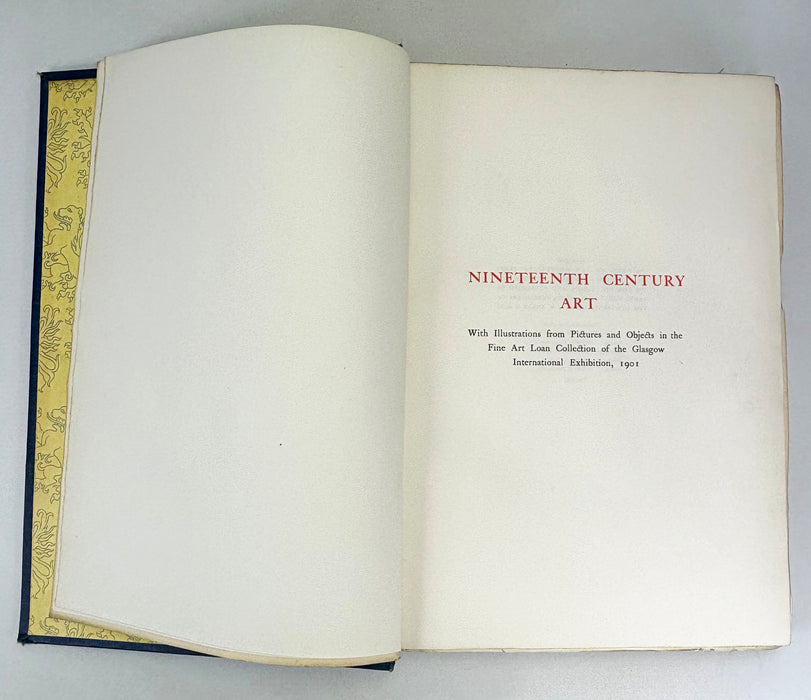 NINETEENTH CENTURY
ART
With Illustrations from Pictures and Objects in the
Fine Art Loan Collection of the Glasgow
International Exhibition, 1901